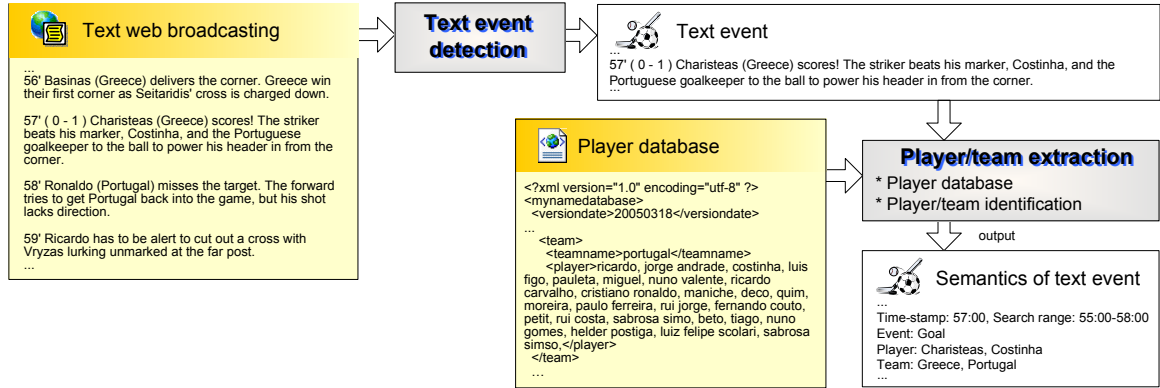 Text web broadcasting
...
56' Basinas (Greece) delivers the corner. Greece win
their first corner as Seitaridis' cross is charged down.
57' ( 0 - 1 ) Charisteas (Greece) scores! The striker
beats his marker, Costinha, and the Portuguese
goalkeeper to the ball to power his header in from the
corner.
58' Ronaldo (Portugal) misses the target. The forward
tries to get Portugal back into the game, but his shot
lacks direction.
59' Ricardo has to be alert to cut out a cross with
Vryzas lurking unmarked at the far post.
...
Text event
detection
Text event
...
57' ( 0 - 1 ) Charisteas (Greece) scores! The striker beats his marker, Costinha, and the
Portuguese goalkeeper to the ball to power his header in from the corner.
...
Player database
<?xml version="1.0" encoding="utf-8" ?>
<mynamedatabase>
<versiondate>20050318</versiondate>
...
<team>
<teamname>portugal</teamname>
<player>ricardo, jorge andrade, costinha, luis
figo, pauleta, miguel, nuno valente, ricardo
carvalho, cristiano ronaldo, maniche, deco, quim,
moreira, paulo ferreira, rui jorge, fernando couto,
petit, rui costa, sabrosa simo, beto, tiago, nuno
gomes, helder postiga, luiz felipe scolari, sabrosa
simso,</player>
</team>
...
Player/team extraction
* Player database
* Player/team identification
output
Semantics of text event
...
Time-stamp: 57:00, Search range: 55:00-58:00
Event: Goal
Player: Charisteas, Costinha
Team: Greece, Portugal
...